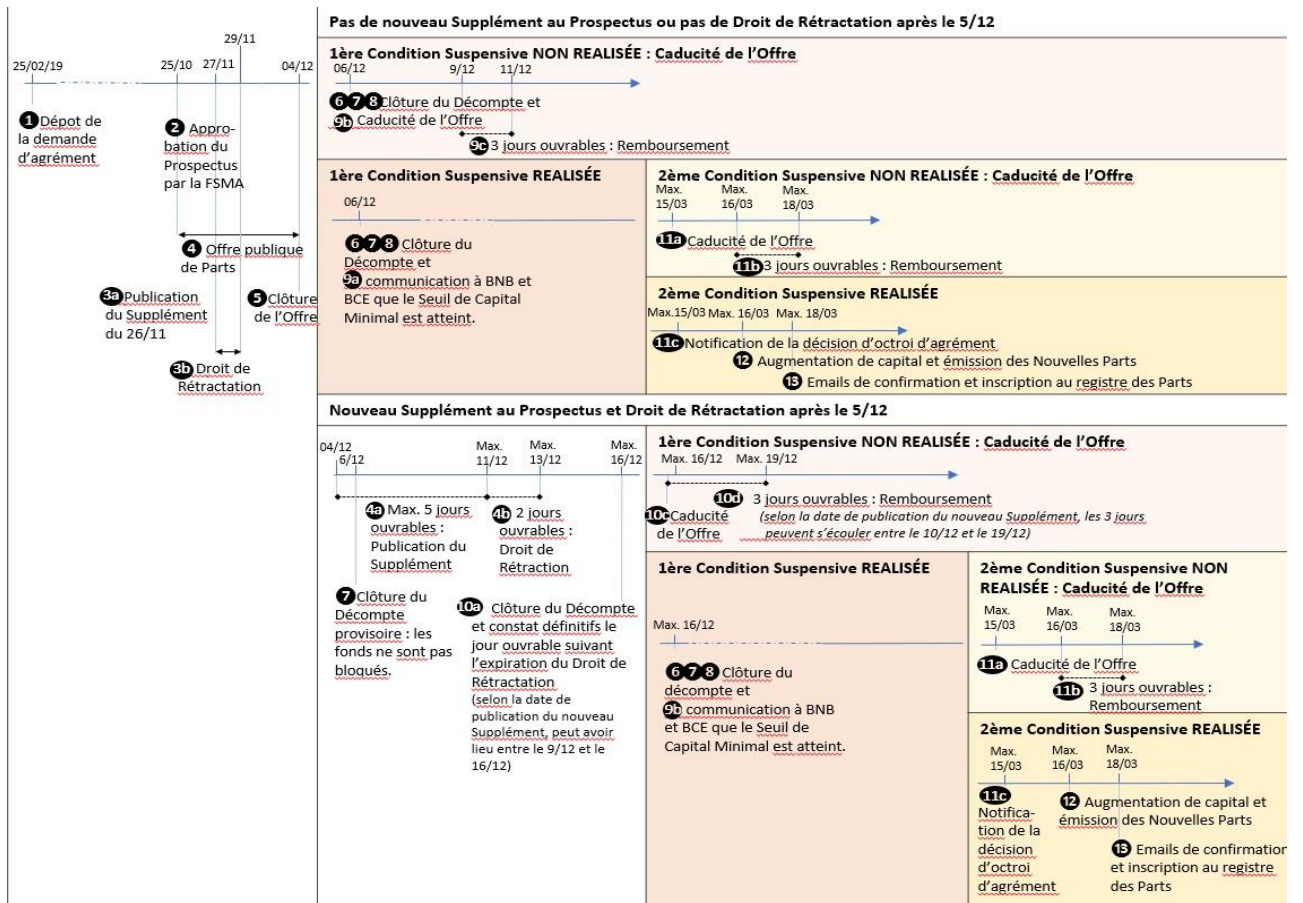 25/02/19
25/10
27/11
29/11
04/12
1 Dépot de
la demande
d'agrément
2 Appro-
bation du
Prospectus
par la FSMA
4 Offre publique
de Parts
3a Publication
du Supplément
du 26/11
5 Clôture
de l'Offre
3b Droit de
Rétractation
Pas de nouveau Supplément au Prospectus ou pas de Droit de Rétractation après le 5/12
1ère Condition Suspensive NON REALISÉE : Caducité de l'Offre
06/12 9/12 11/12
6 7 8 Clôture du Décompte et
9b Caducité de l'Offre
9c 3 jours ouvrables : Remboursement
1ère Condition Suspensive REALISÉE
06/12
6 7 8 Clôture du
Décompte et
9a communication à BNB et
BCE que le Seuil de Capital
Minimal est atteint.
2ème Condition Suspensive NON REALISÉE : Caducité de l'Offre
Max. Max. Max.
15/03 16/03 18/03
11a Caducité de l'Offre
11b 3 jours ouvrables : Remboursement
2ème Condition Suspensive REALISÉE
Max.15/03 Max. 16/03 Max. 18/03
11c Notification de la décision d'octroi d'agrément
12 Augmentation de capital et émission des Nouvelles Parts
13 Emails de confirmation et inscription au registre des Parts
Nouveau Supplément au Prospectus et Droit de Rétractation après le 5/12
04/12 Max. Max. Max.
6/12 11/12 13/12 16/12
4a Max. 5 jours
ouvrables :
Publication du
Supplément
4b 2 jours
ouvrables :
Droit de
Rétraction
7 Clôture du
Décompte
provisoire : les
fonds ne sont pas
bloqués.
10a Clôture du Décompte
et constat définitifs le
jour ouvrable suivant
l'expiration du Droit de
Rétractation
(selon la date de
publication du nouveau
Supplément, peut avoir
lieu entre le 9/12 et le
16/12)
1ère Condition Suspensive NON REALISÉE : Caducité de l'Offre
Max. 16/12 Max. 19/12
10d 3 jours ouvrables : Remboursement
10c Caducité
de l'Offre
(selon la date de publication du nouveau Supplément, les 3 jours
peuvent s'écouler entre le 10/12 et le 19/12)
1ère Condition Suspensive REALISÉE
Max. 16/12
6 7 8 Clôture du
décompte et
9b communication à BNB
et BCE que le Seuil de
Capital Minimal est atteint.
2ème Condition Suspensive NON
REALISÉE : Caducité de l'Offre
Max. Max. Max.
15/03 16/03 18/03
11a Caducité de l'Offre
11b 3 jours ouvrables :
Remboursement
2ème Condition Suspensive REALISÉE
Max. Max. Max.
15/03 16/03 18/03
11c
Notifica-
tion de la
décision
d'octroi
d'agrément
12 Augmentation de capital et
émission des Nouvelles Parts
13 Emails de confirmation
et inscription au registre
des Parts